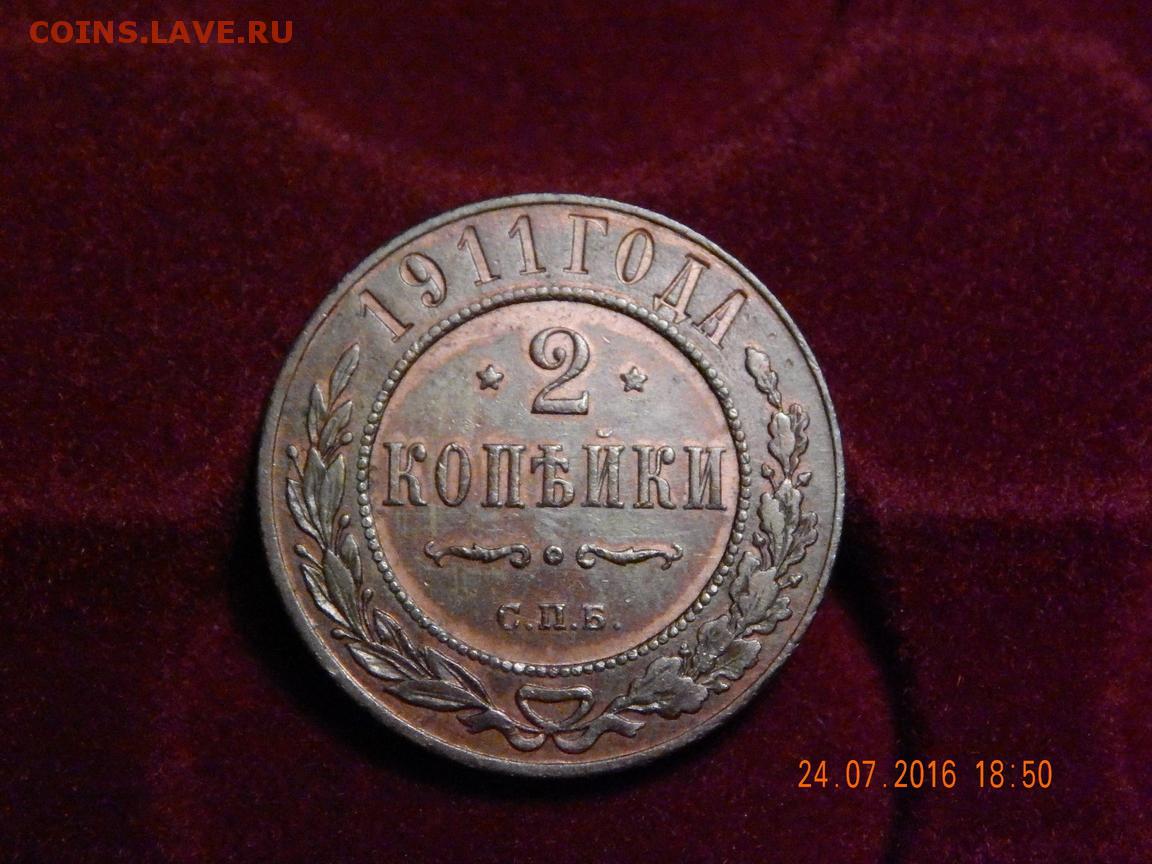 COINS.LAVE.RU
1911 ГОДА
* 2 *
КОПѢЙКИ
С.П.Б.
24.07.2016 18:50